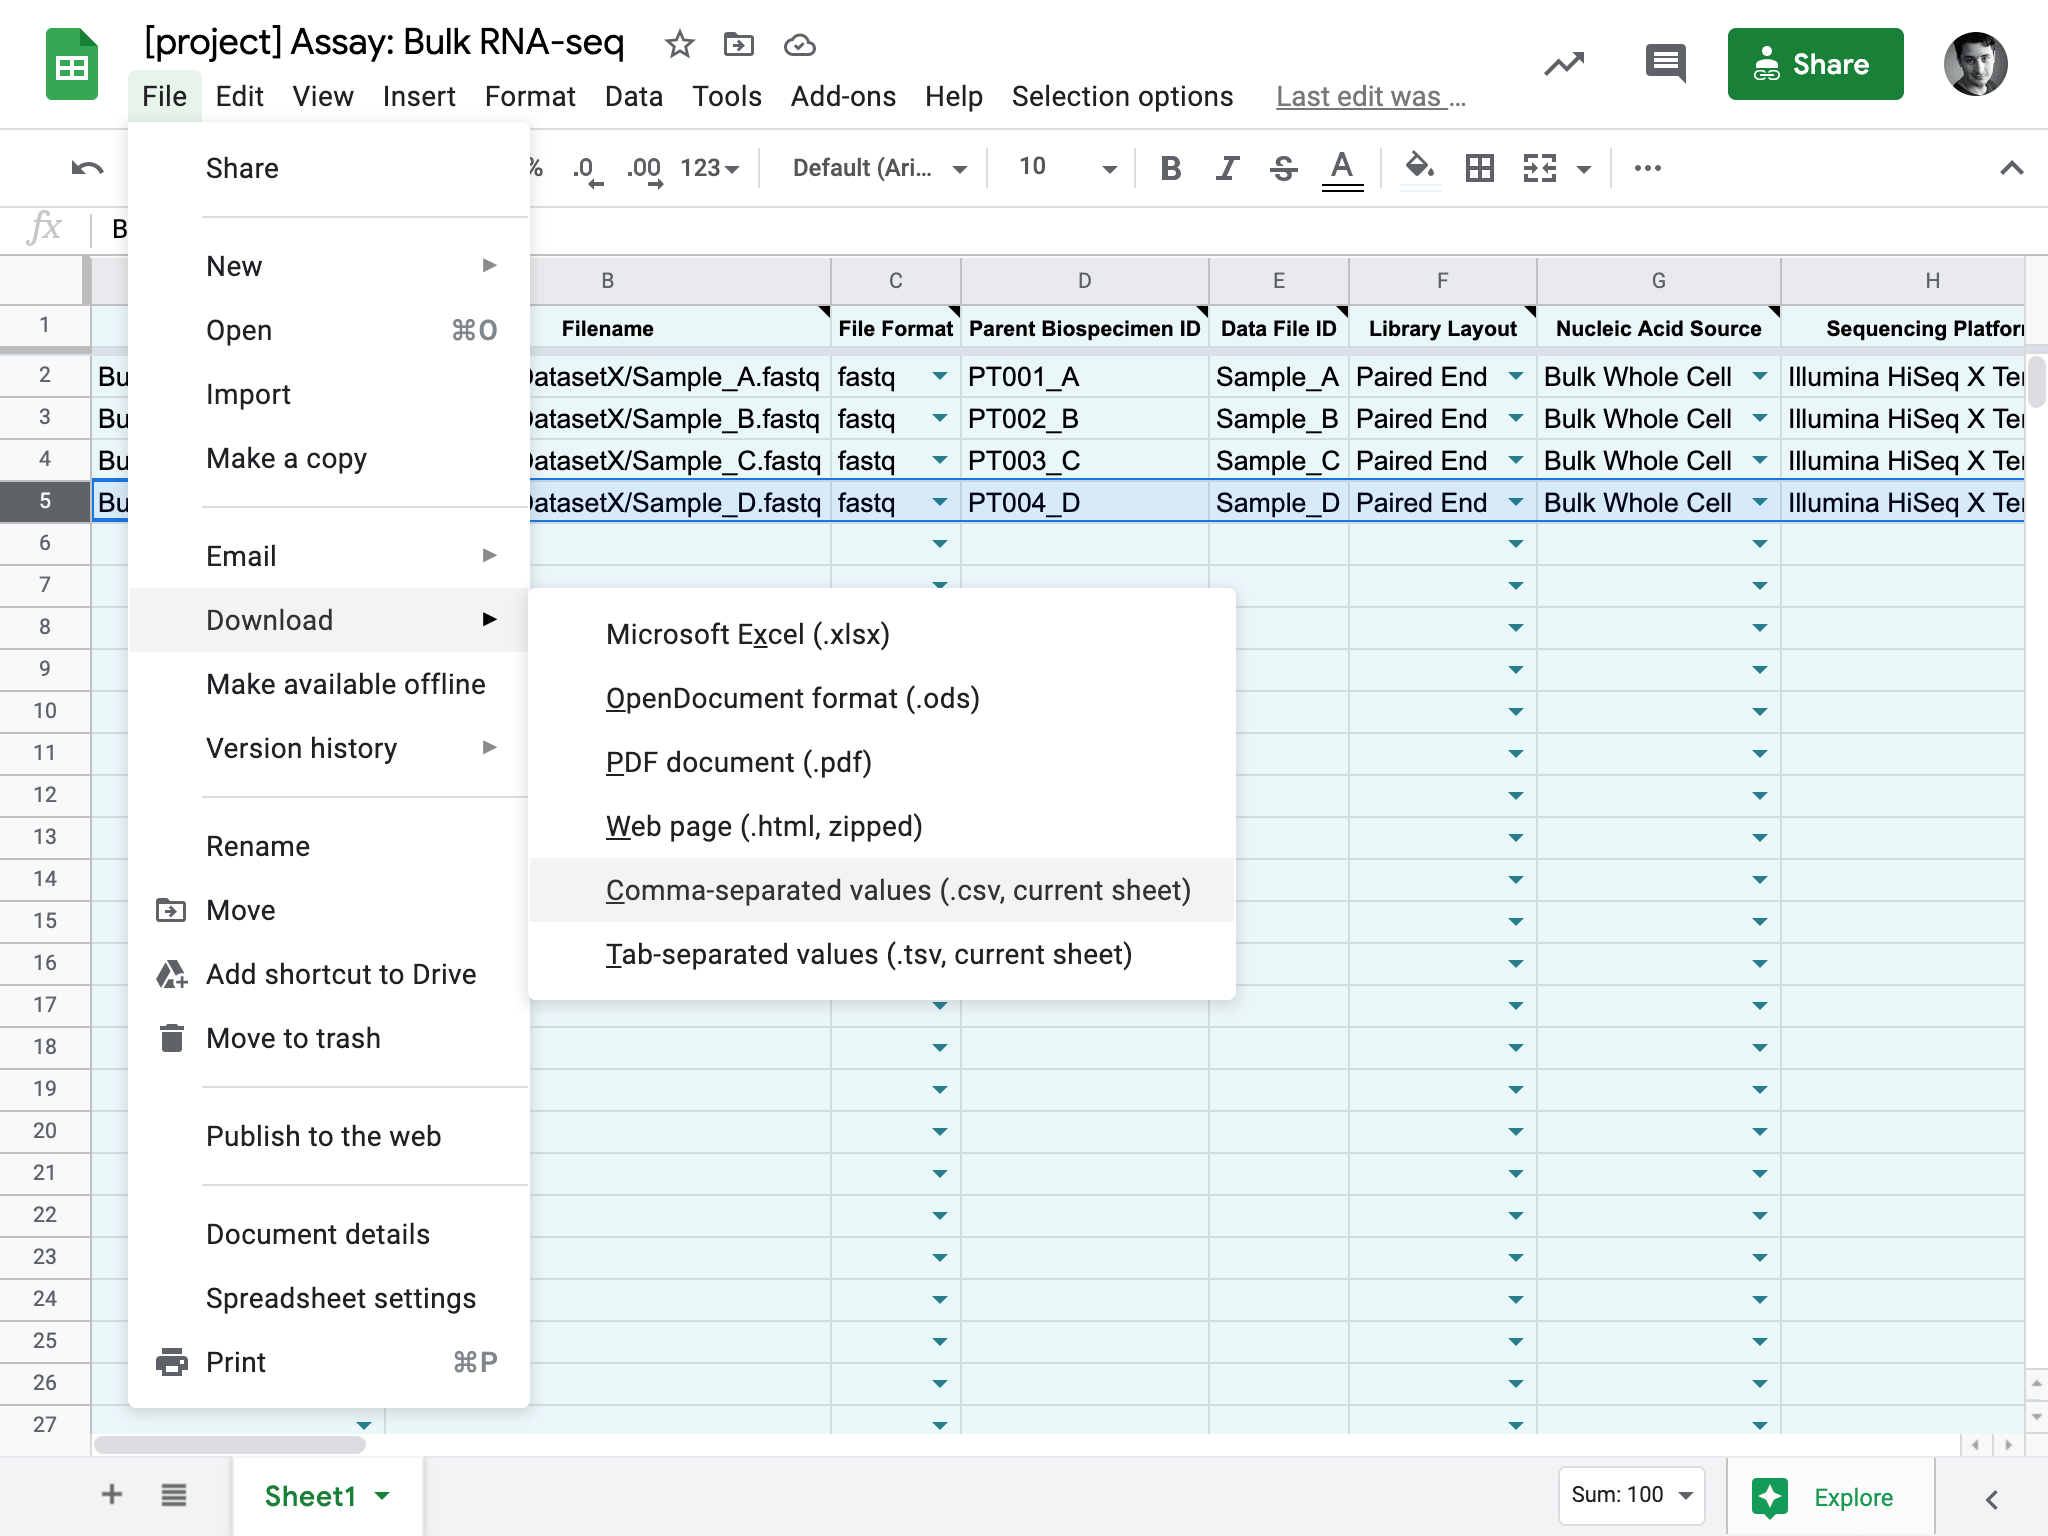 [project] Assay: Bulk RNA-seq
File Edit View Insert Format Data Tools Add-ons Help Selection options Last edit was ...
Share
% .0 .00 123 Default (Ari... 10 B I S A
fx B
B C D E F G H
1 Filename File Format Parent Biospecimen ID Data File ID Library Layout Nucleic Acid Source Sequencing
2 Bu DatasetX/Sample_A.fastq fastq PT001_A Sample_A Paired End Bulk Whole Cell Illumina HiSeq X
3 Bu DatasetX/Sample_B.fastq fastq PT002_B Sample_B Paired End Bulk Whole Cell Illumina HiSeq X
4 Bu DatasetX/Sample_C.fastq fastq PT003_C Sample_C Paired End Bulk Whole Cell Illumina HiSeq X
5 Bu DatasetX/Sample_D.fastq fastq PT004_D Sample_D Paired End Bulk Whole Cell Illumina HiSeq X
6
7
8
9
10
11
12
13
14
15
16
17
18
19
20
21
22
23
24
25
26
27
Share
New
Open ⌘O
Import
Make a copy
Email
Download
Make available offline
Version history
Rename
Move
Add shortcut to Drive
Move to trash
Publish to the web
Document details
Spreadsheet settings
Print ⌘P
Microsoft Excel (.xlsx)
OpenDocument format (.ods)
PDF document (.pdf)
Web page (.html, zipped)
Comma-separated values (.csv, current sheet)
Tab-separated values (.tsv, current sheet)
Sheet1
Sum: 100
Explore